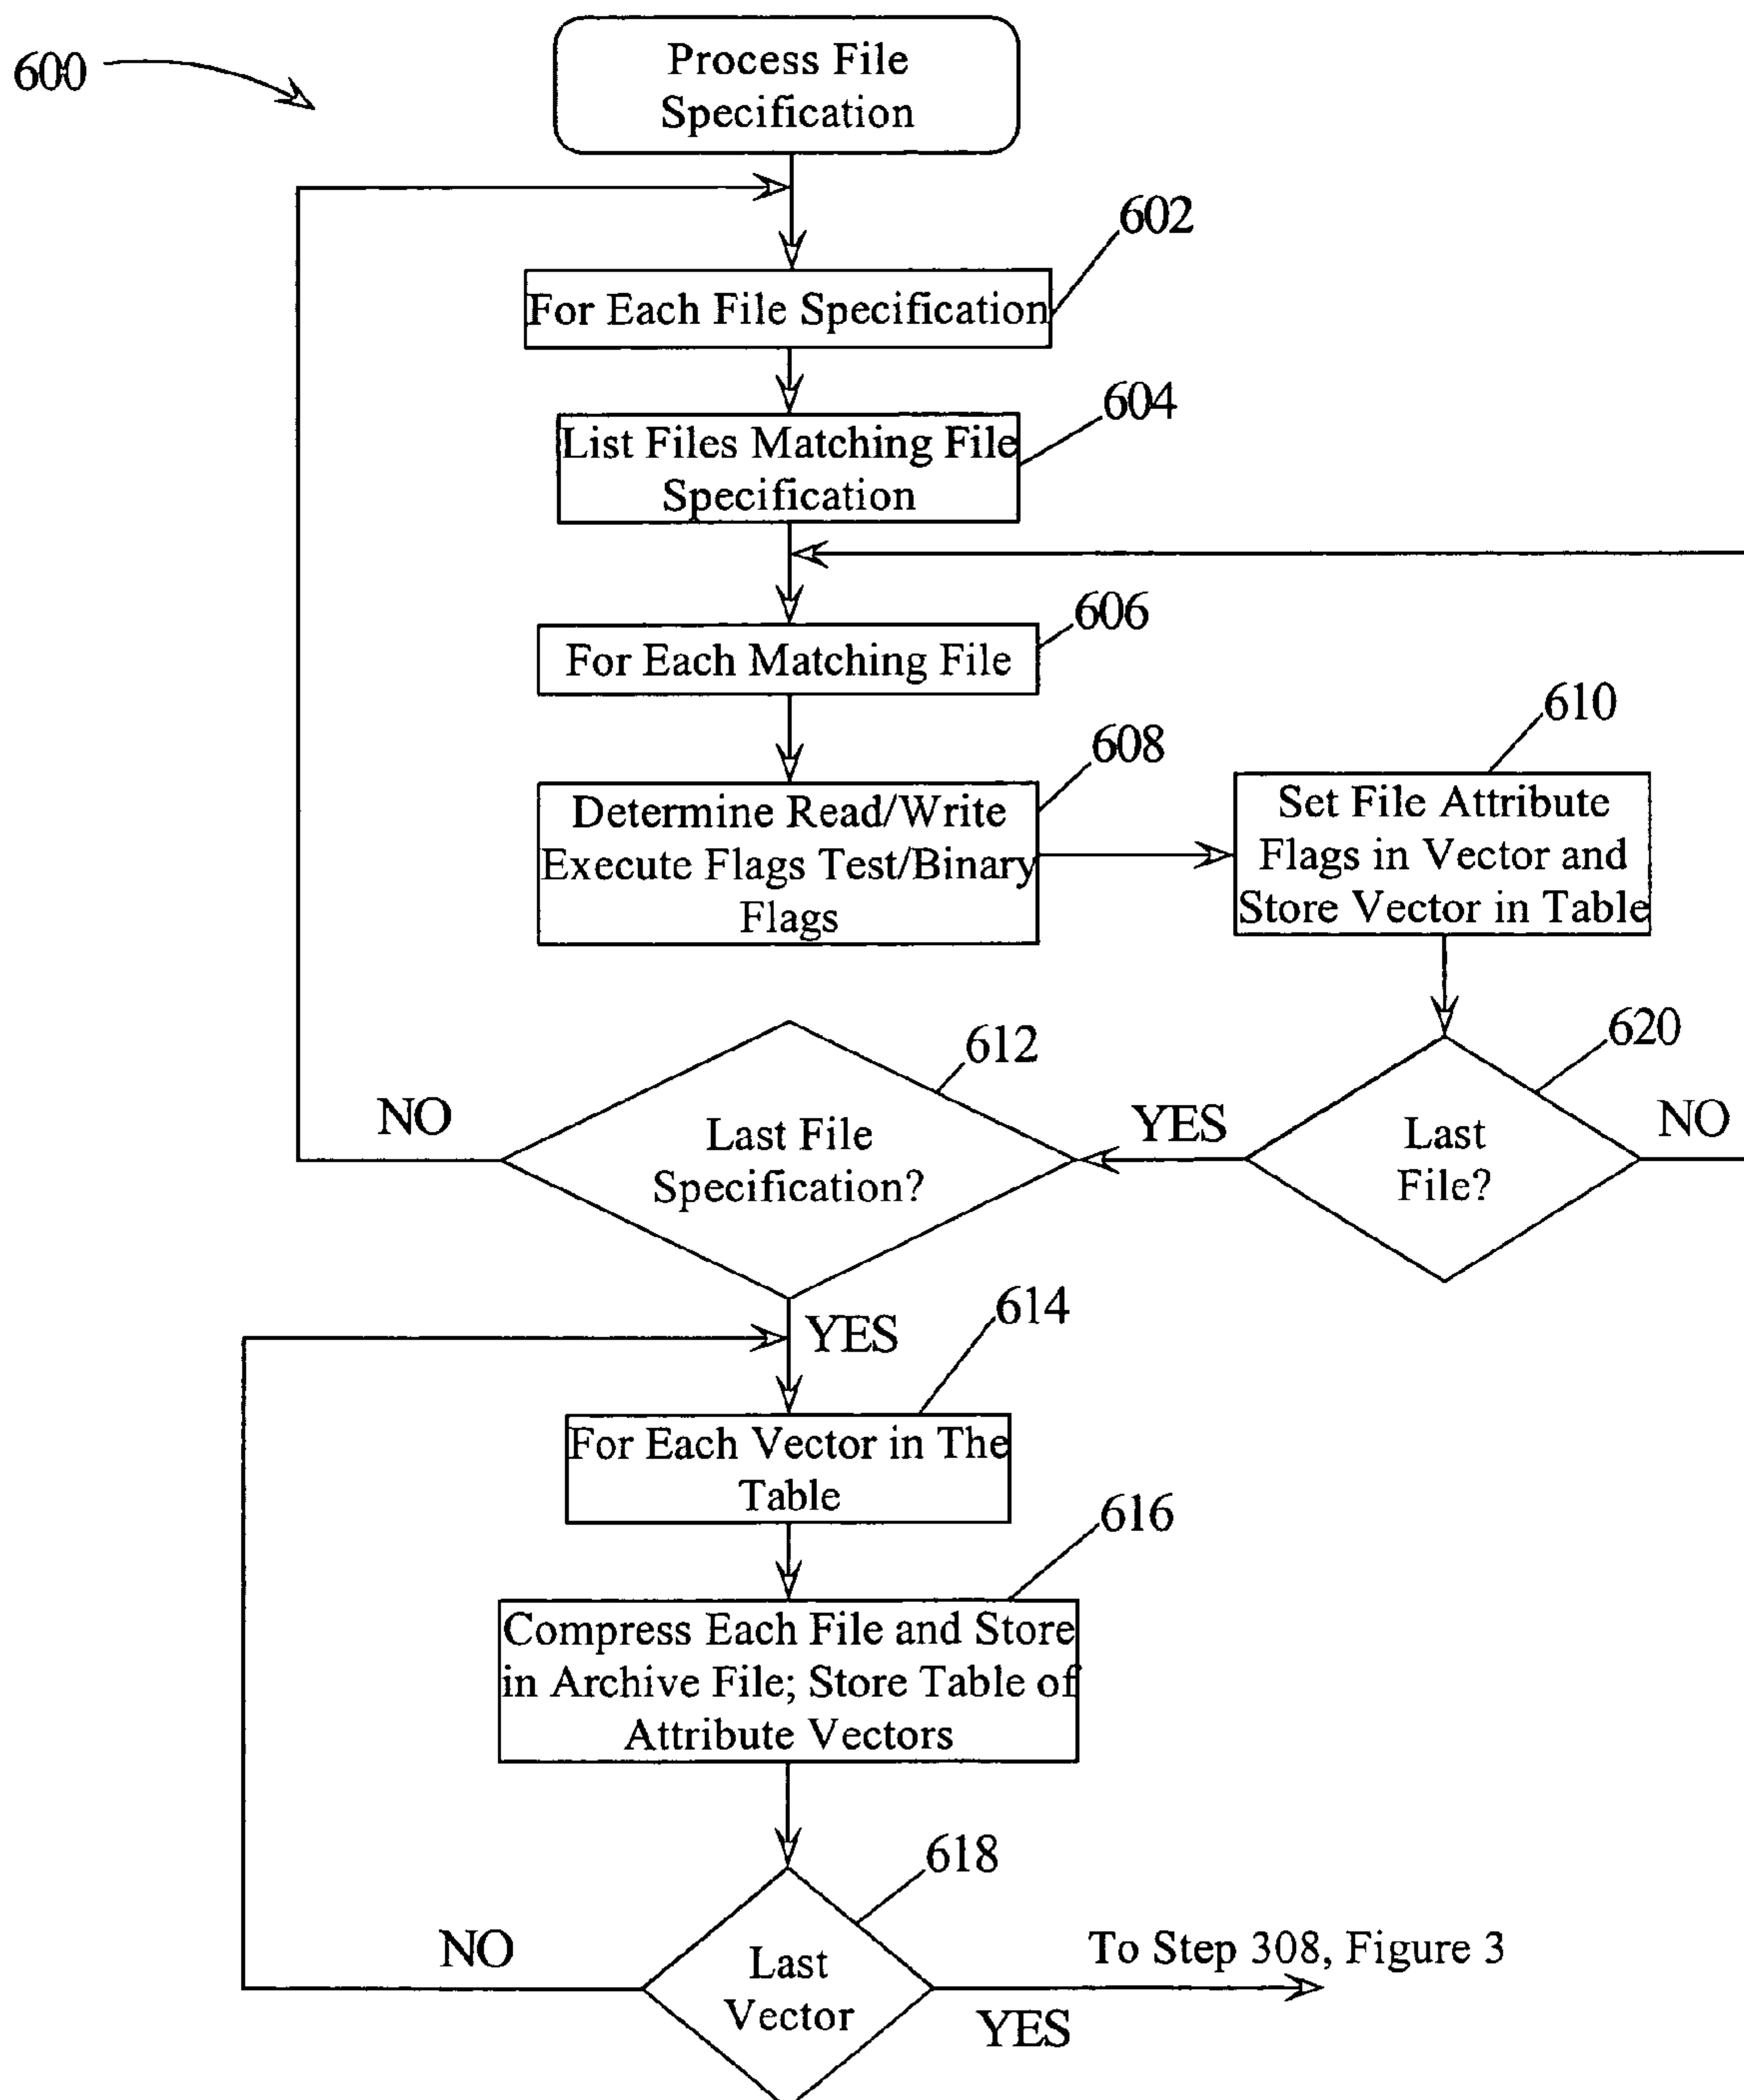 600
Process File
Specification
602
For Each File Specification
604
List Files Matching File
Specification
606
For Each Matching File
608
Determine Read/Write
Execute Flags Test/Binary
Flags
610
Set File Attribute
Flags in Vector and
Store Vector in Table
620
Last
File?
NO
YES
612
Last File
Specification?
NO
YES
614
For Each Vector in The
Table
616
Compress Each File and Store
in Archive File; Store Table of
Attribute Vectors
618
Last
Vector
NO
To Step 308, Figure 3
YES